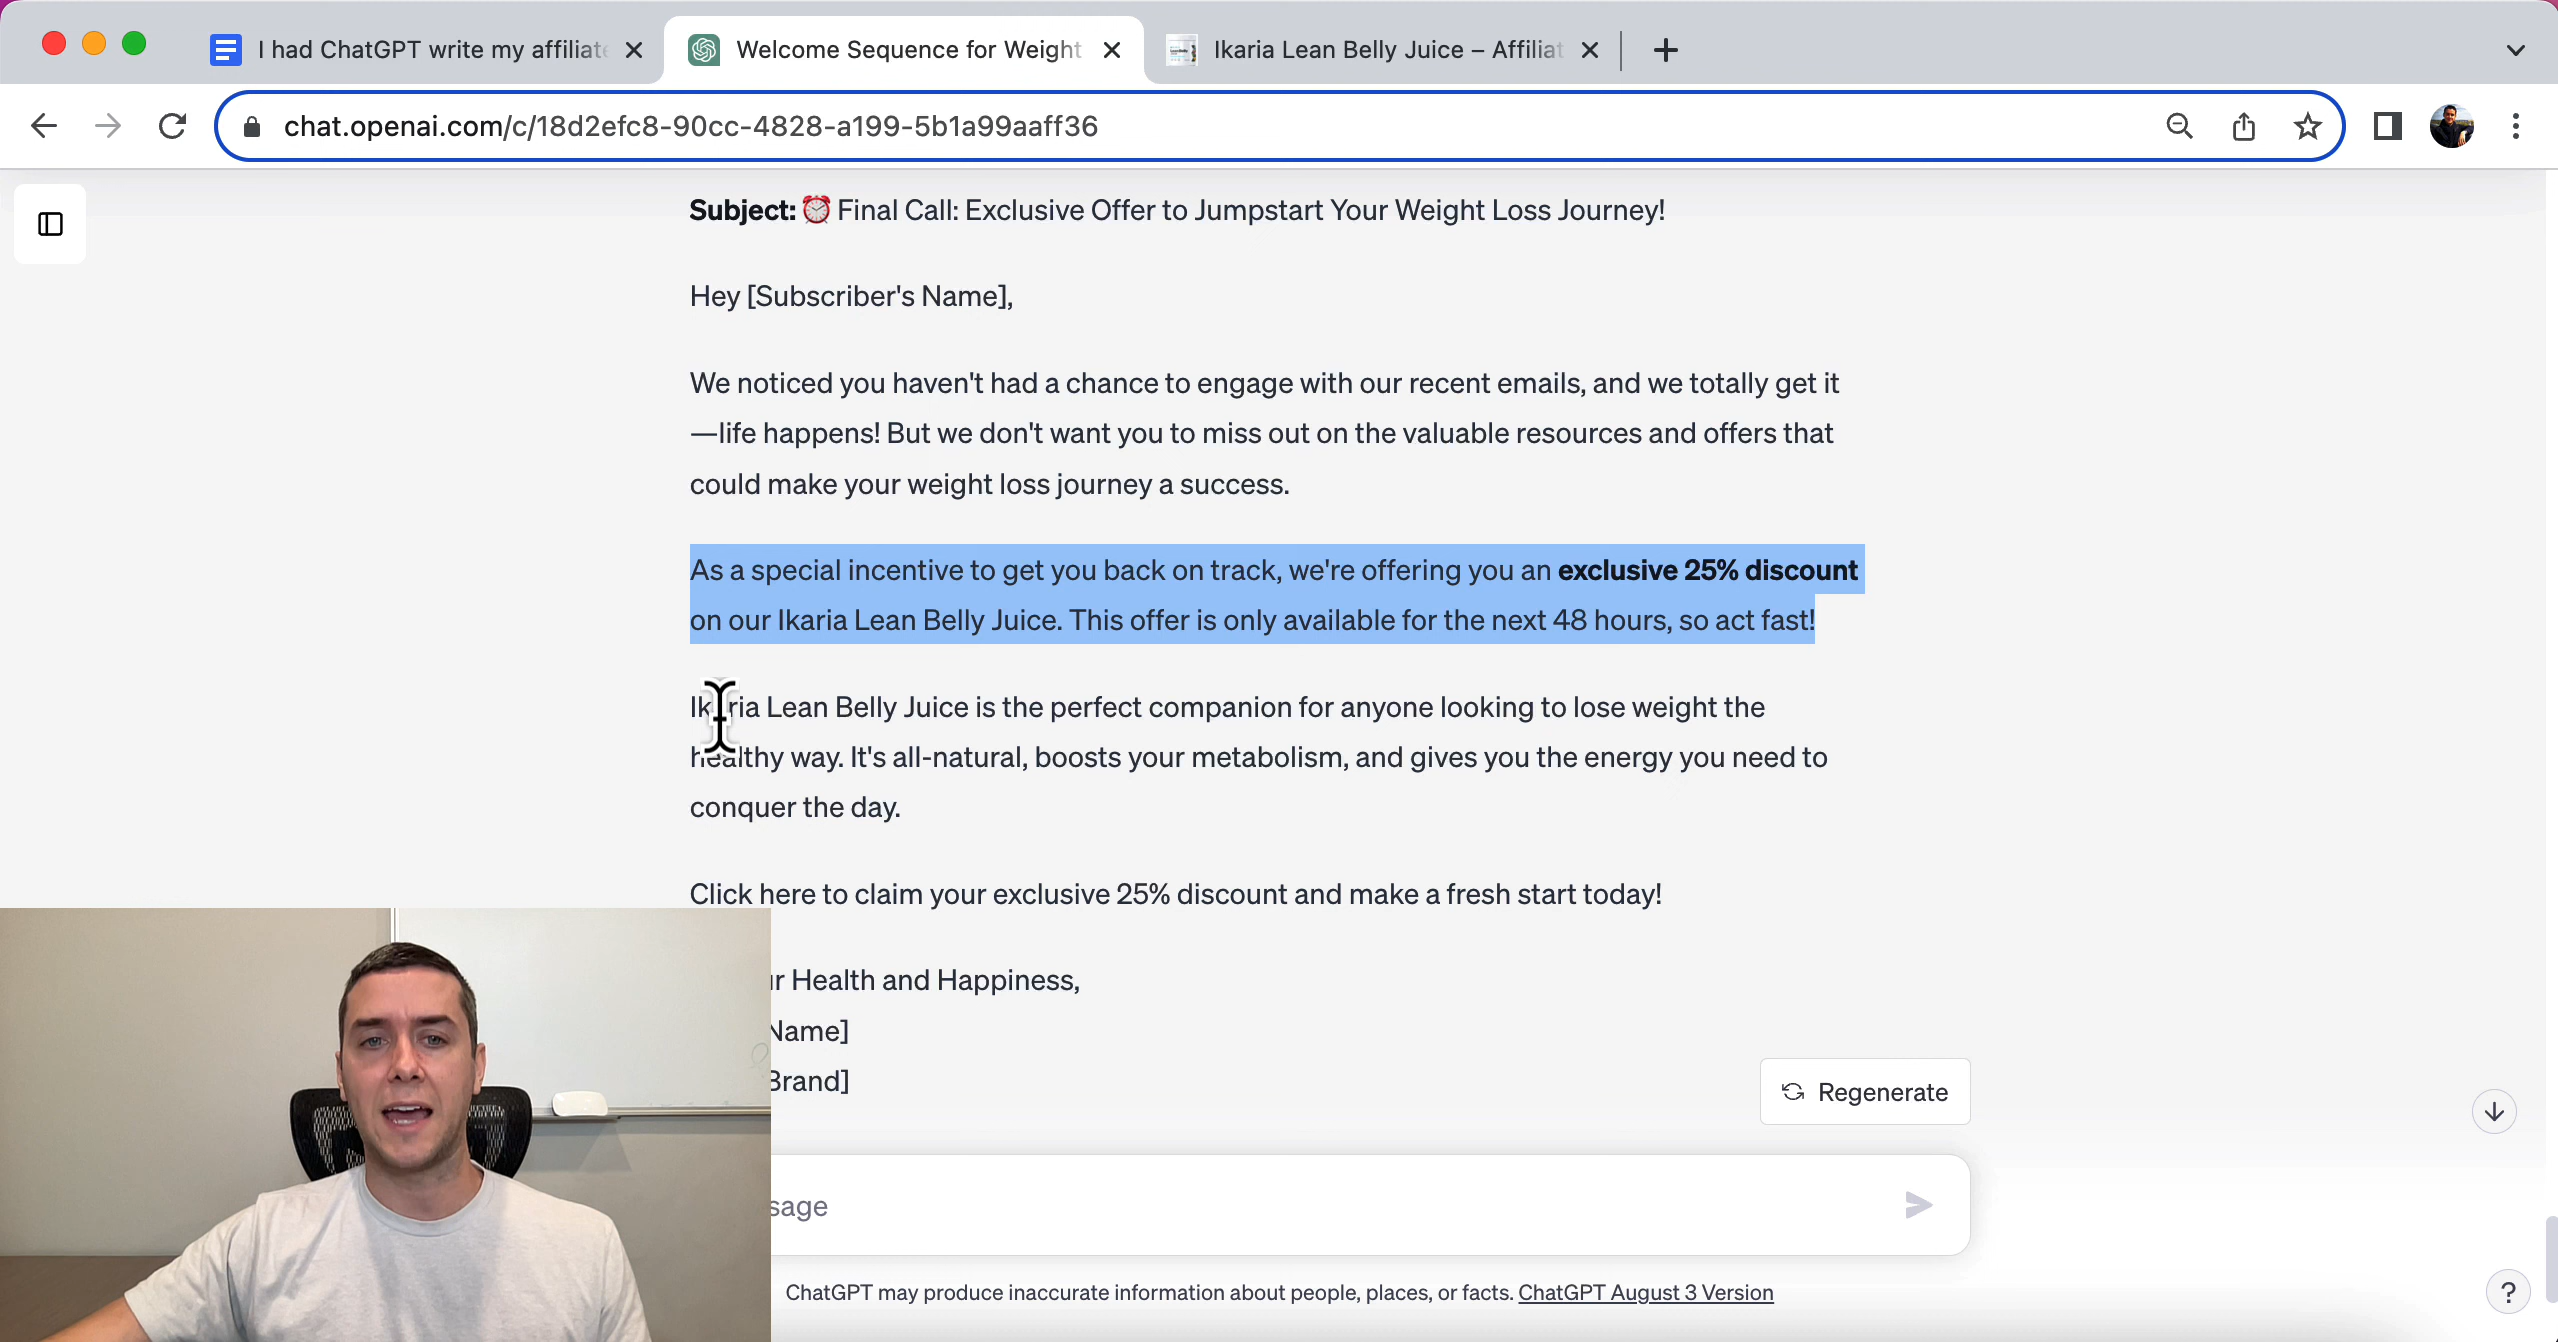 I had ChatGPT write my affiliate
Welcome Sequence for Weight
Ikaria Lean Belly Juice – Affiliat
chat.openai.com/c/18d2efc8-90cc-4828-a199-5b1a99aaff36
Subject: ⏰ Final Call: Exclusive Offer to Jumpstart Your Weight Loss Journey!
Hey [Subscriber's Name],
We noticed you haven't had a chance to engage with our recent emails, and we totally get it
—life happens! But we don't want you to miss out on the valuable resources and offers that
could make your weight loss journey a success.
As a special incentive to get you back on track, we're offering you an exclusive 25% discount
on our Ikaria Lean Belly Juice. This offer is only available for the next 48 hours, so act fast!
Ikaria Lean Belly Juice is the perfect companion for anyone looking to lose weight the
healthy way. It's all-natural, boosts your metabolism, and gives you the energy you need to
conquer the day.
Click here to claim your exclusive 25% discount and make a fresh start today!
r Health and Happiness,
Name]
Brand]
Regenerate
sage
ChatGPT may produce inaccurate information about people, places, or facts. ChatGPT August 3 Version
?